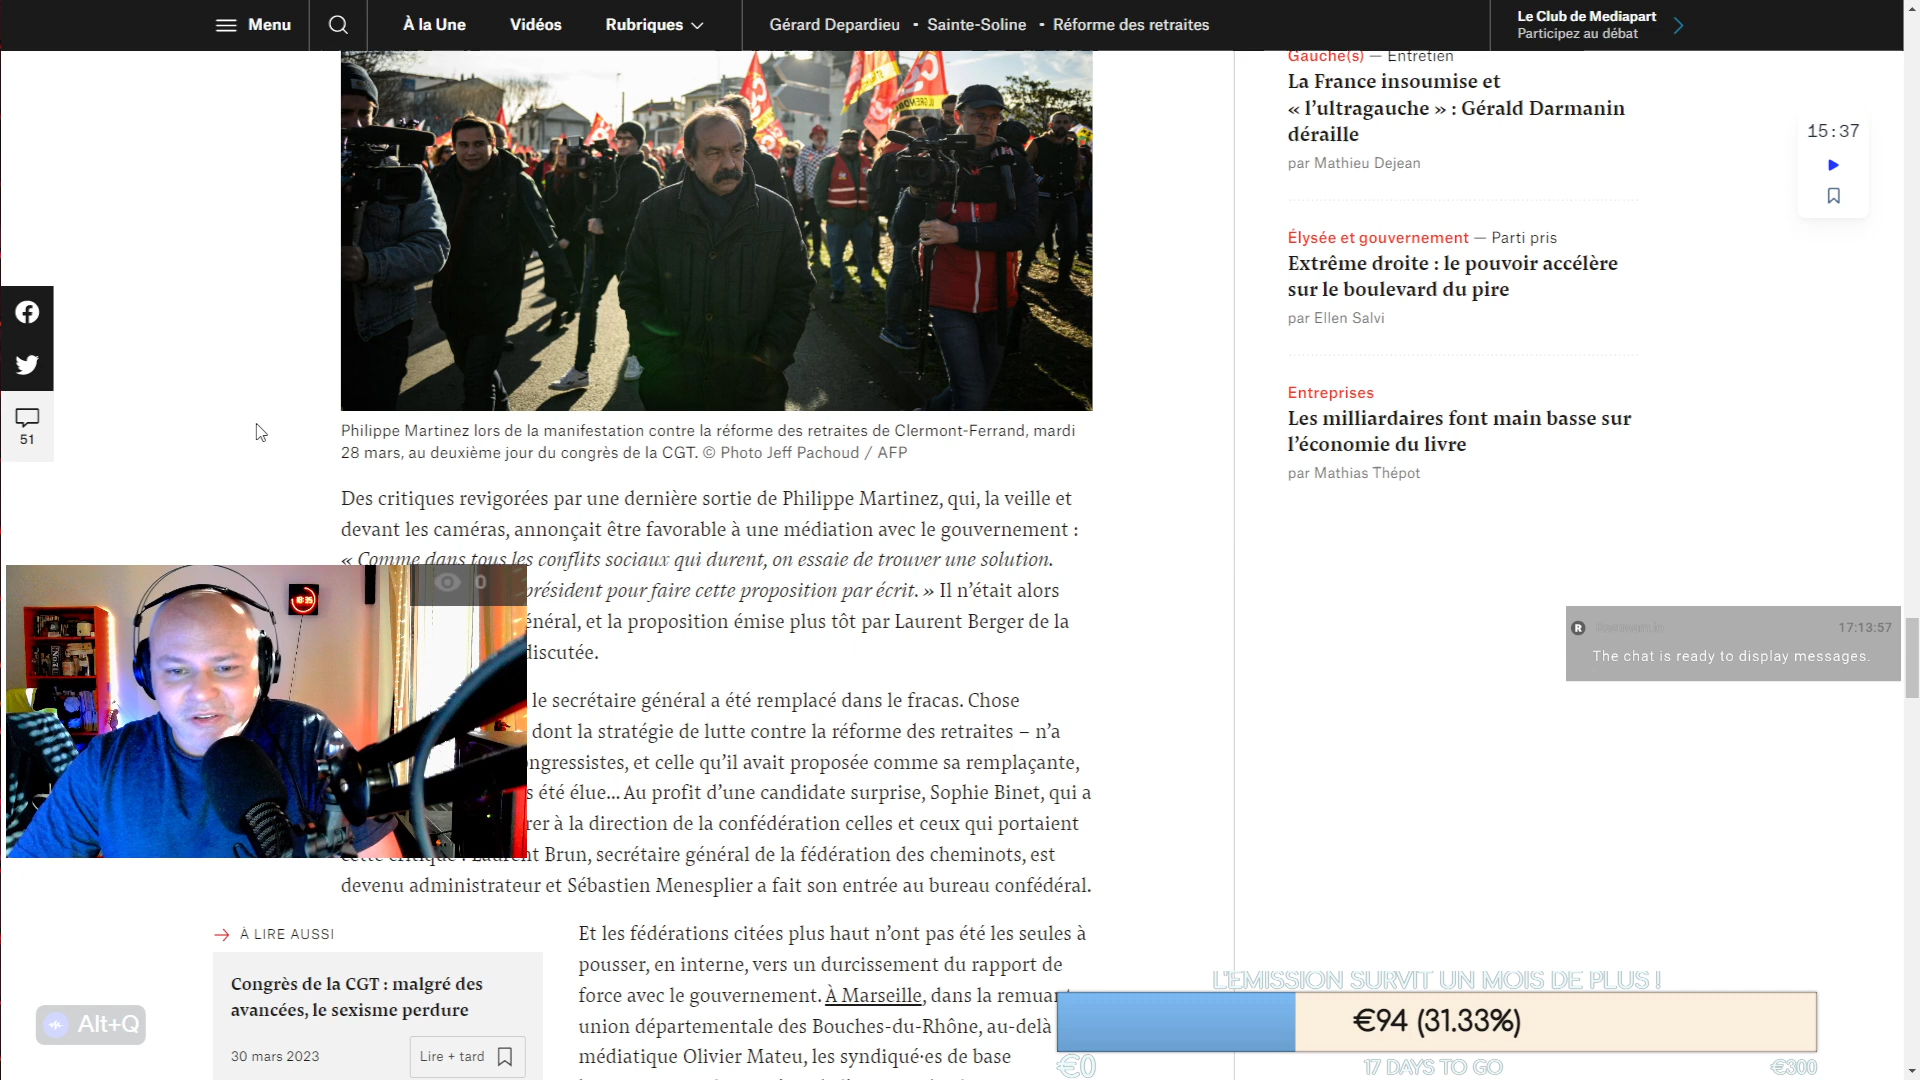 Menu
À la Une
Vidéos
Rubriques
Gérard Depardieu
Sainte-Soline
Réforme des retraites
Le Club de Mediapart
Participez au débat
Gauche(s) — Entretien
La France insoumise et
« l’ultragauche » : Gérald Darmanin
déraille
par Mathieu Dejean
15:37
Élysée et gouvernement — Parti pris
Extrême droite : le pouvoir accélère
sur le boulevard du pire
par Ellen Salvi
Entreprises
Les milliardaires font main basse sur
l’économie du livre
par Mathias Thépot
51
Philippe Martinez lors de la manifestation contre la réforme des retraites de Clermont-Ferrand, mardi
28 mars, au deuxième jour du congrès de la CGT. © Photo Jeff Pachoud / AFP
Des critiques revigorées par une dernière sortie de Philippe Martinez, qui, la veille et
devant les caméras, annonçait être favorable à une médiation avec le gouvernement :
« Comme dans tous les conflits sociaux qui durent, on essaie de trouver une solution.
président pour faire cette proposition par écrit. » Il n’était alors
énéral, et la proposition émise plus tôt par Laurent Berger de la
discutée.
0
17:13:57
The chat is ready to display messages.
le secrétaire général a été remplacé dans le fracas. Chose
dont la stratégie de lutte contre la réforme des retraites – n’a
ngressistes, et celle qu’il avait proposée comme sa remplaçante,
s été élue... Au profit d’une candidate surprise, Sophie Binet, qui a
rer à la direction de la confédération celles et ceux qui portaient
cette critique : Laurent Brun, secrétaire général de la fédération des cheminots, est
devenu administrateur et Sébastien Menesplier a fait son entrée au bureau confédéral.
À LIRE AUSSI
Congrès de la CGT : malgré des
avancées, le sexisme perdure
30 mars 2023
Lire + tard
Alt+Q
Et les fédérations citées plus haut n’ont pas été les seules à
pousser, en interne, vers un durcissement du rapport de
force avec le gouvernement. À Marseille, dans la remuan
union départementale des Bouches-du-Rhône, au-delà
médiatique Olivier Mateu, les syndiqué·es de base
L'EMISSION SURVIT UN MOIS DE PLUS !
€94 (31.33%)
€0
17 DAYS TO GO
€300